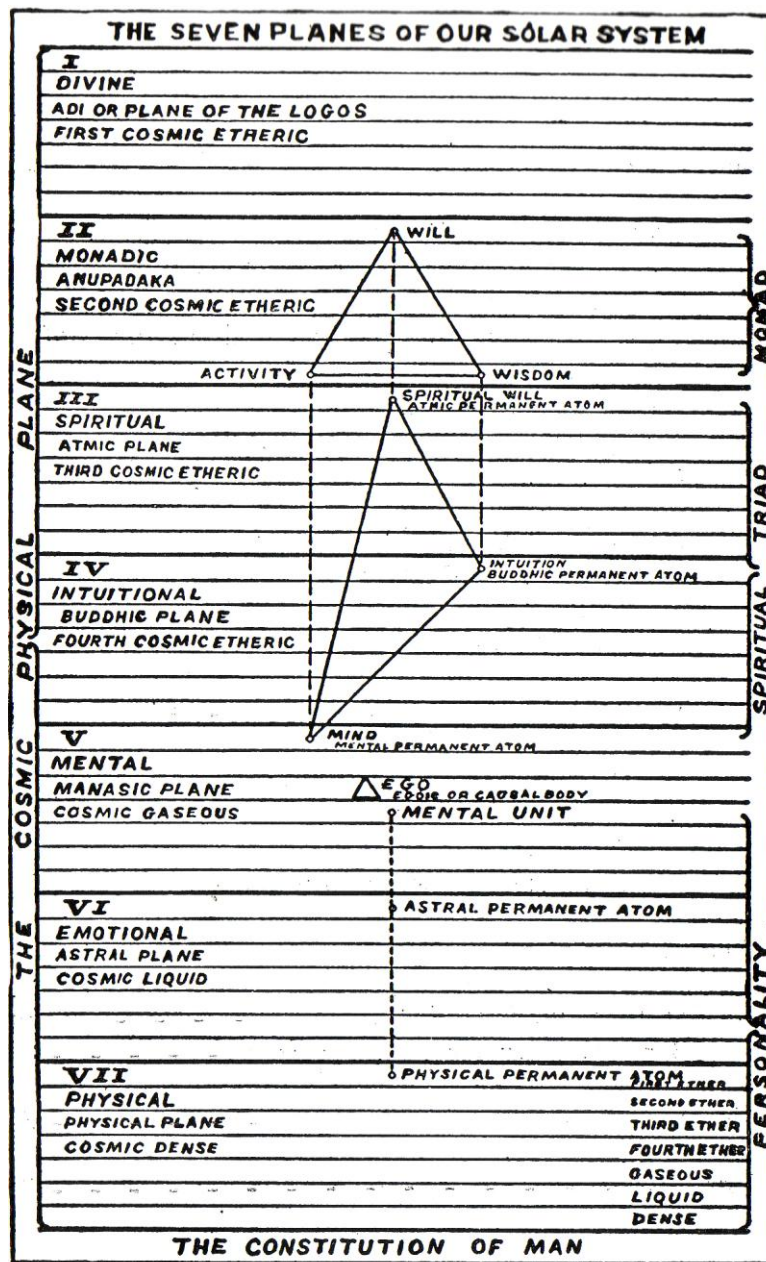 THE SEVEN PLANES OF OUR SOLAR SYSTEM
I
DIVINE
ADI OR PLANE OF THE LOGOS
FIRST COSMIC ETHERIC
II
WILL
MONADIC
ANUPADAKA
SECOND COSMIC ETHERIC
ACTIVITY
WISDOM
MONAD
III
SPIRITUAL WILL
ATMIC PERMANENT ATOM
SPIRITUAL
ATMIC PLANE
THIRD COSMIC ETHERIC
IV
INTUITION
BUDDHIC PERMANENT ATOM
INTUITIONAL
BUDDHIC PLANE
FOURTH COSMIC ETHERIC
SPIRITUAL TRIAD
V
MIND
MENTAL PERMANENT ATOM
MENTAL
MANASIC PLANE
EGO
EGOIC OR CAUSAL BODY
COSMIC GASEOUS
MENTAL UNIT
VI
ASTRAL PERMANENT ATOM
EMOTIONAL
ASTRAL PLANE
COSMIC LIQUID
VII
PHYSICAL PERMANENT ATOM
FIRST ETHER
PHYSICAL
SECOND ETHER
PHYSICAL PLANE
THIRD ETHER
COSMIC DENSE
FOURTH ETHER
GASEOUS
LIQUID
DENSE
PERSONALITY
THE COSMIC PHYSICAL PLANE
THE CONSTITUTION OF MAN